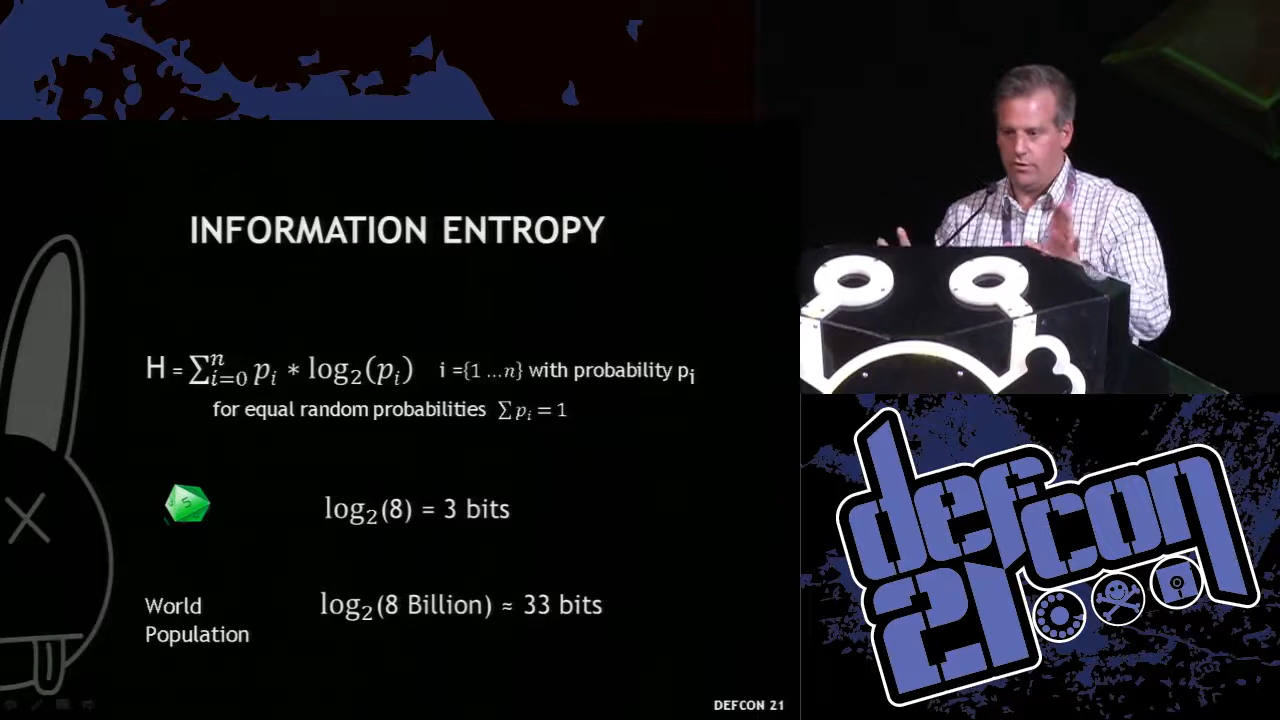 INFORMATION ENTROPY
H = ∑ⁿᵢ₌₀ pᵢ ∗ log₂(pᵢ) i ={1 …n} with probability pᵢ
for equal random probabilities ∑ pᵢ = 1
5
log₂(8) = 3 bits
World
Population
log₂(8 Billion) ≈ 33 bits
DEFCON 21
defcon
21